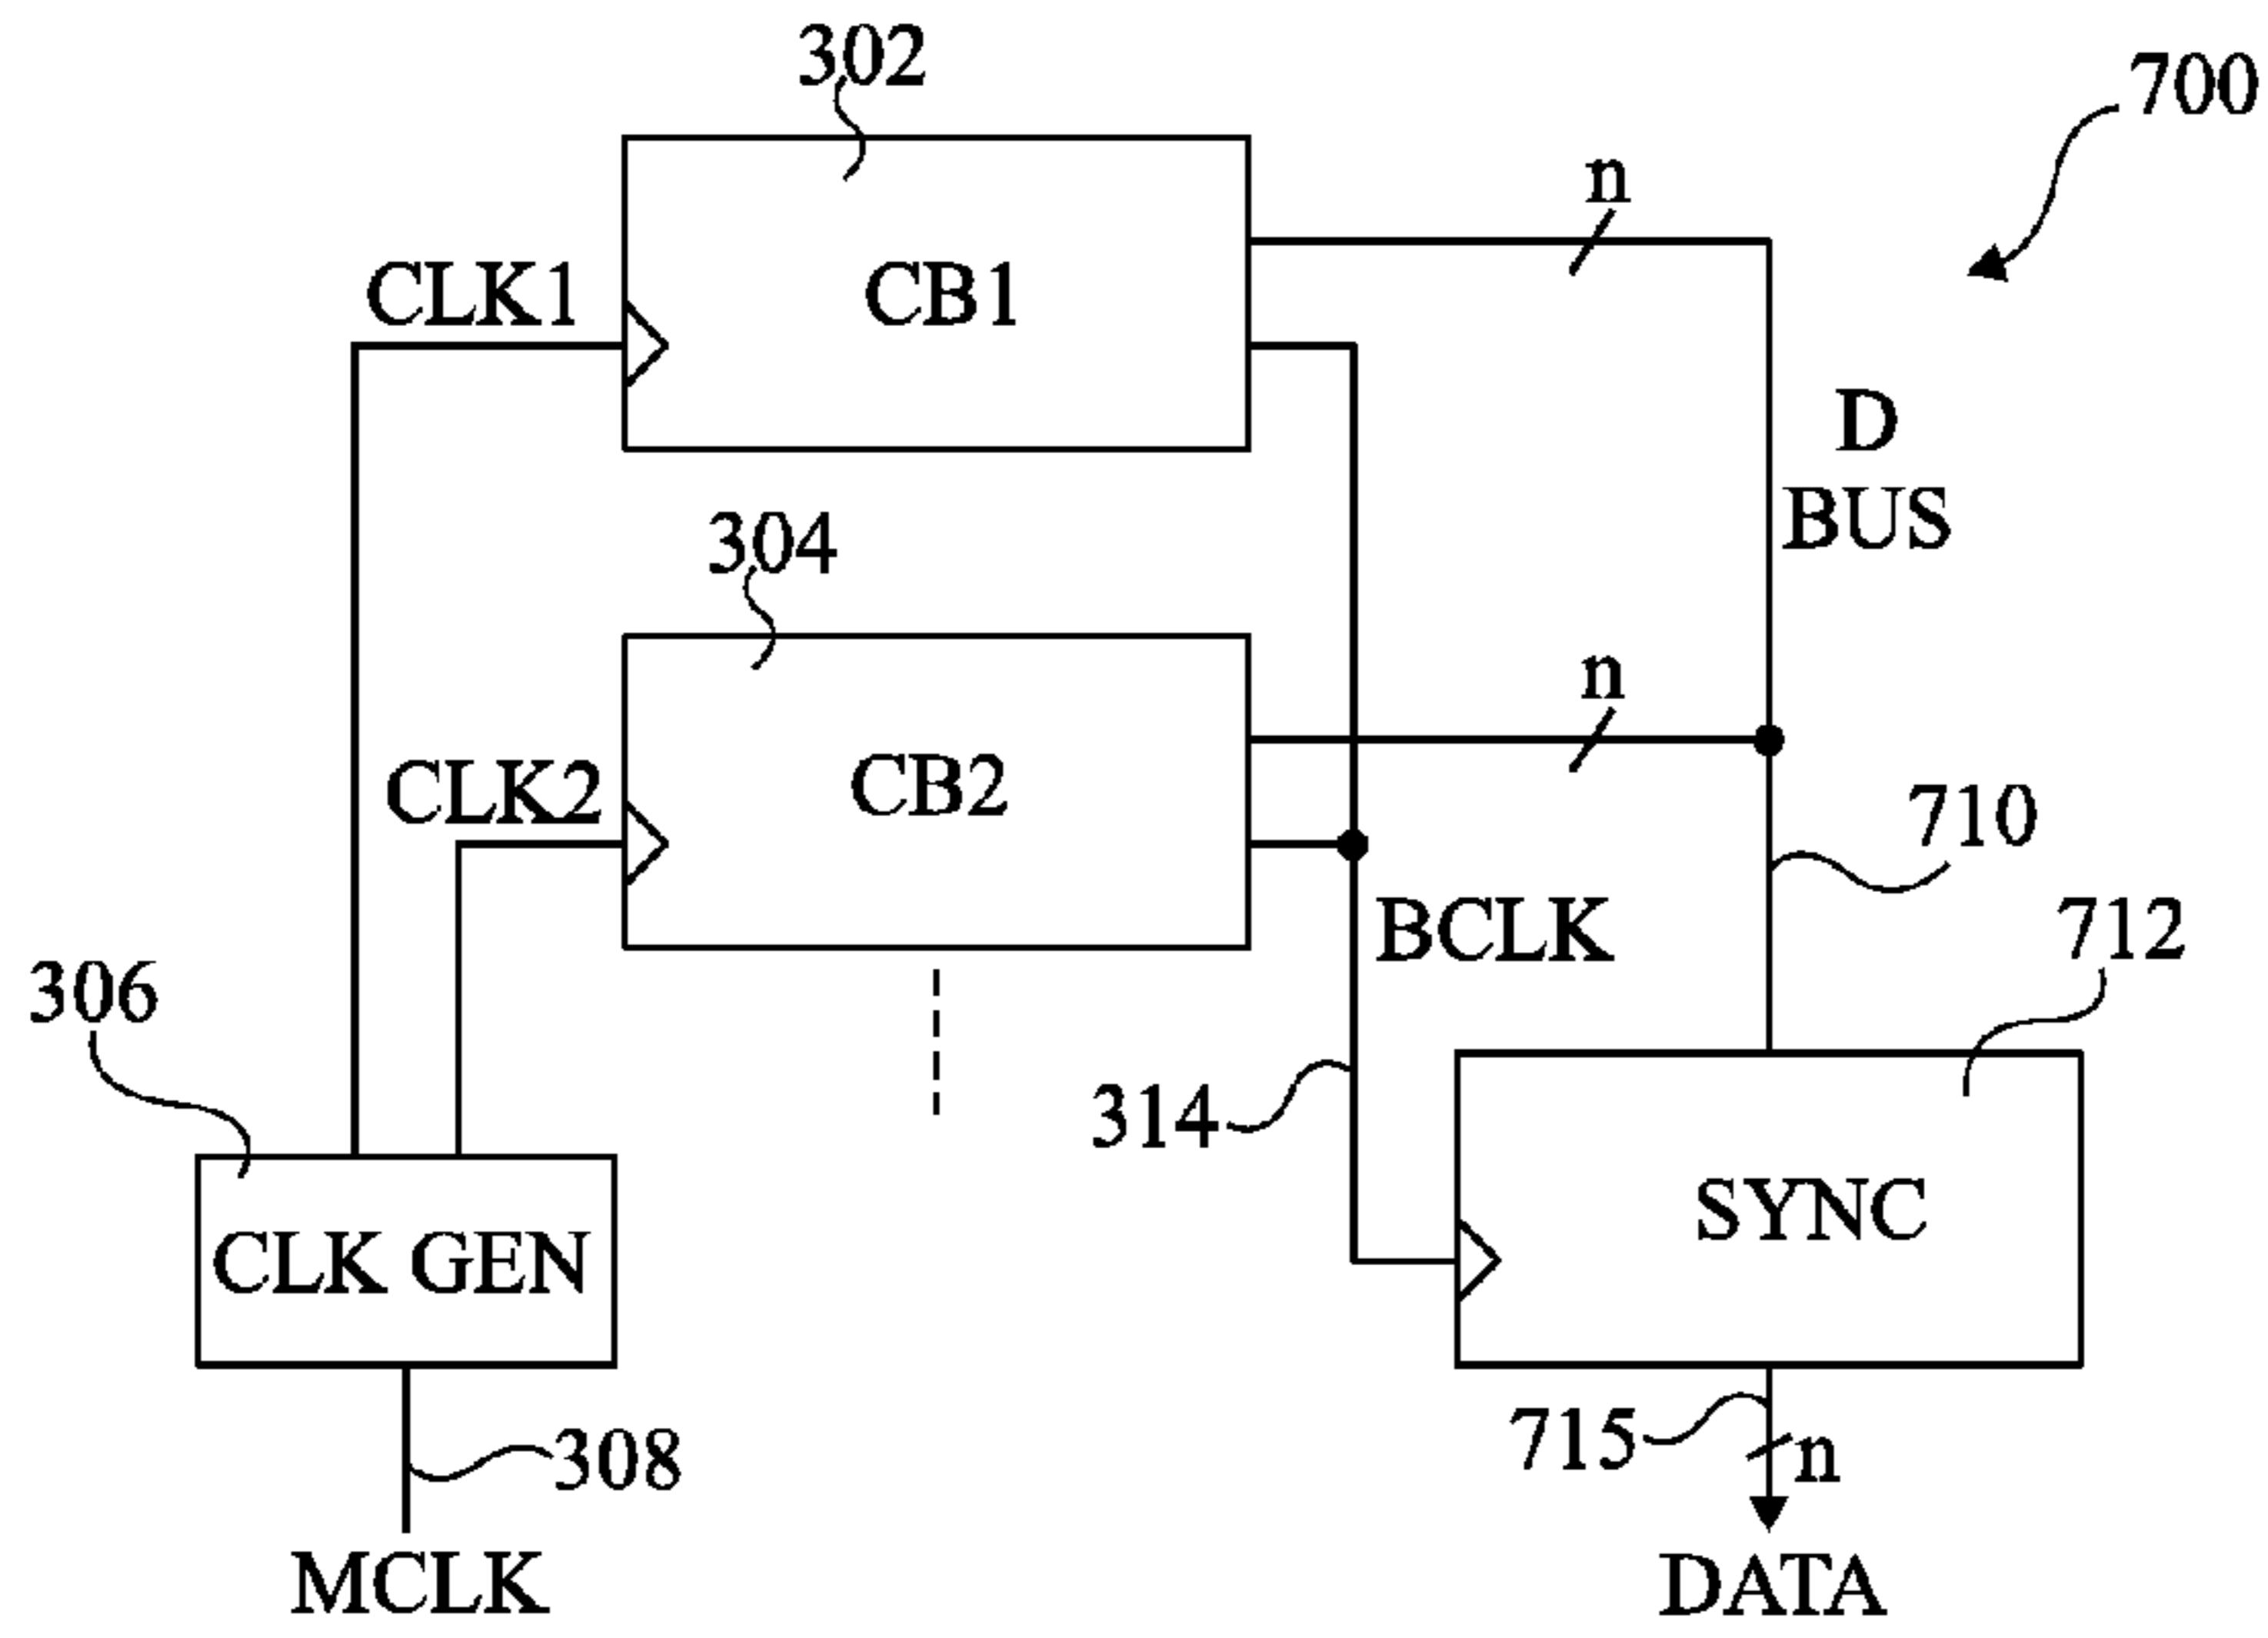 302
700
n
CLK1
CB1
D
BUS
304
n
CLK2
CB2
710
BCLK
712
306
314
SYNC
CLK GEN
715
n
308
MCLK
DATA